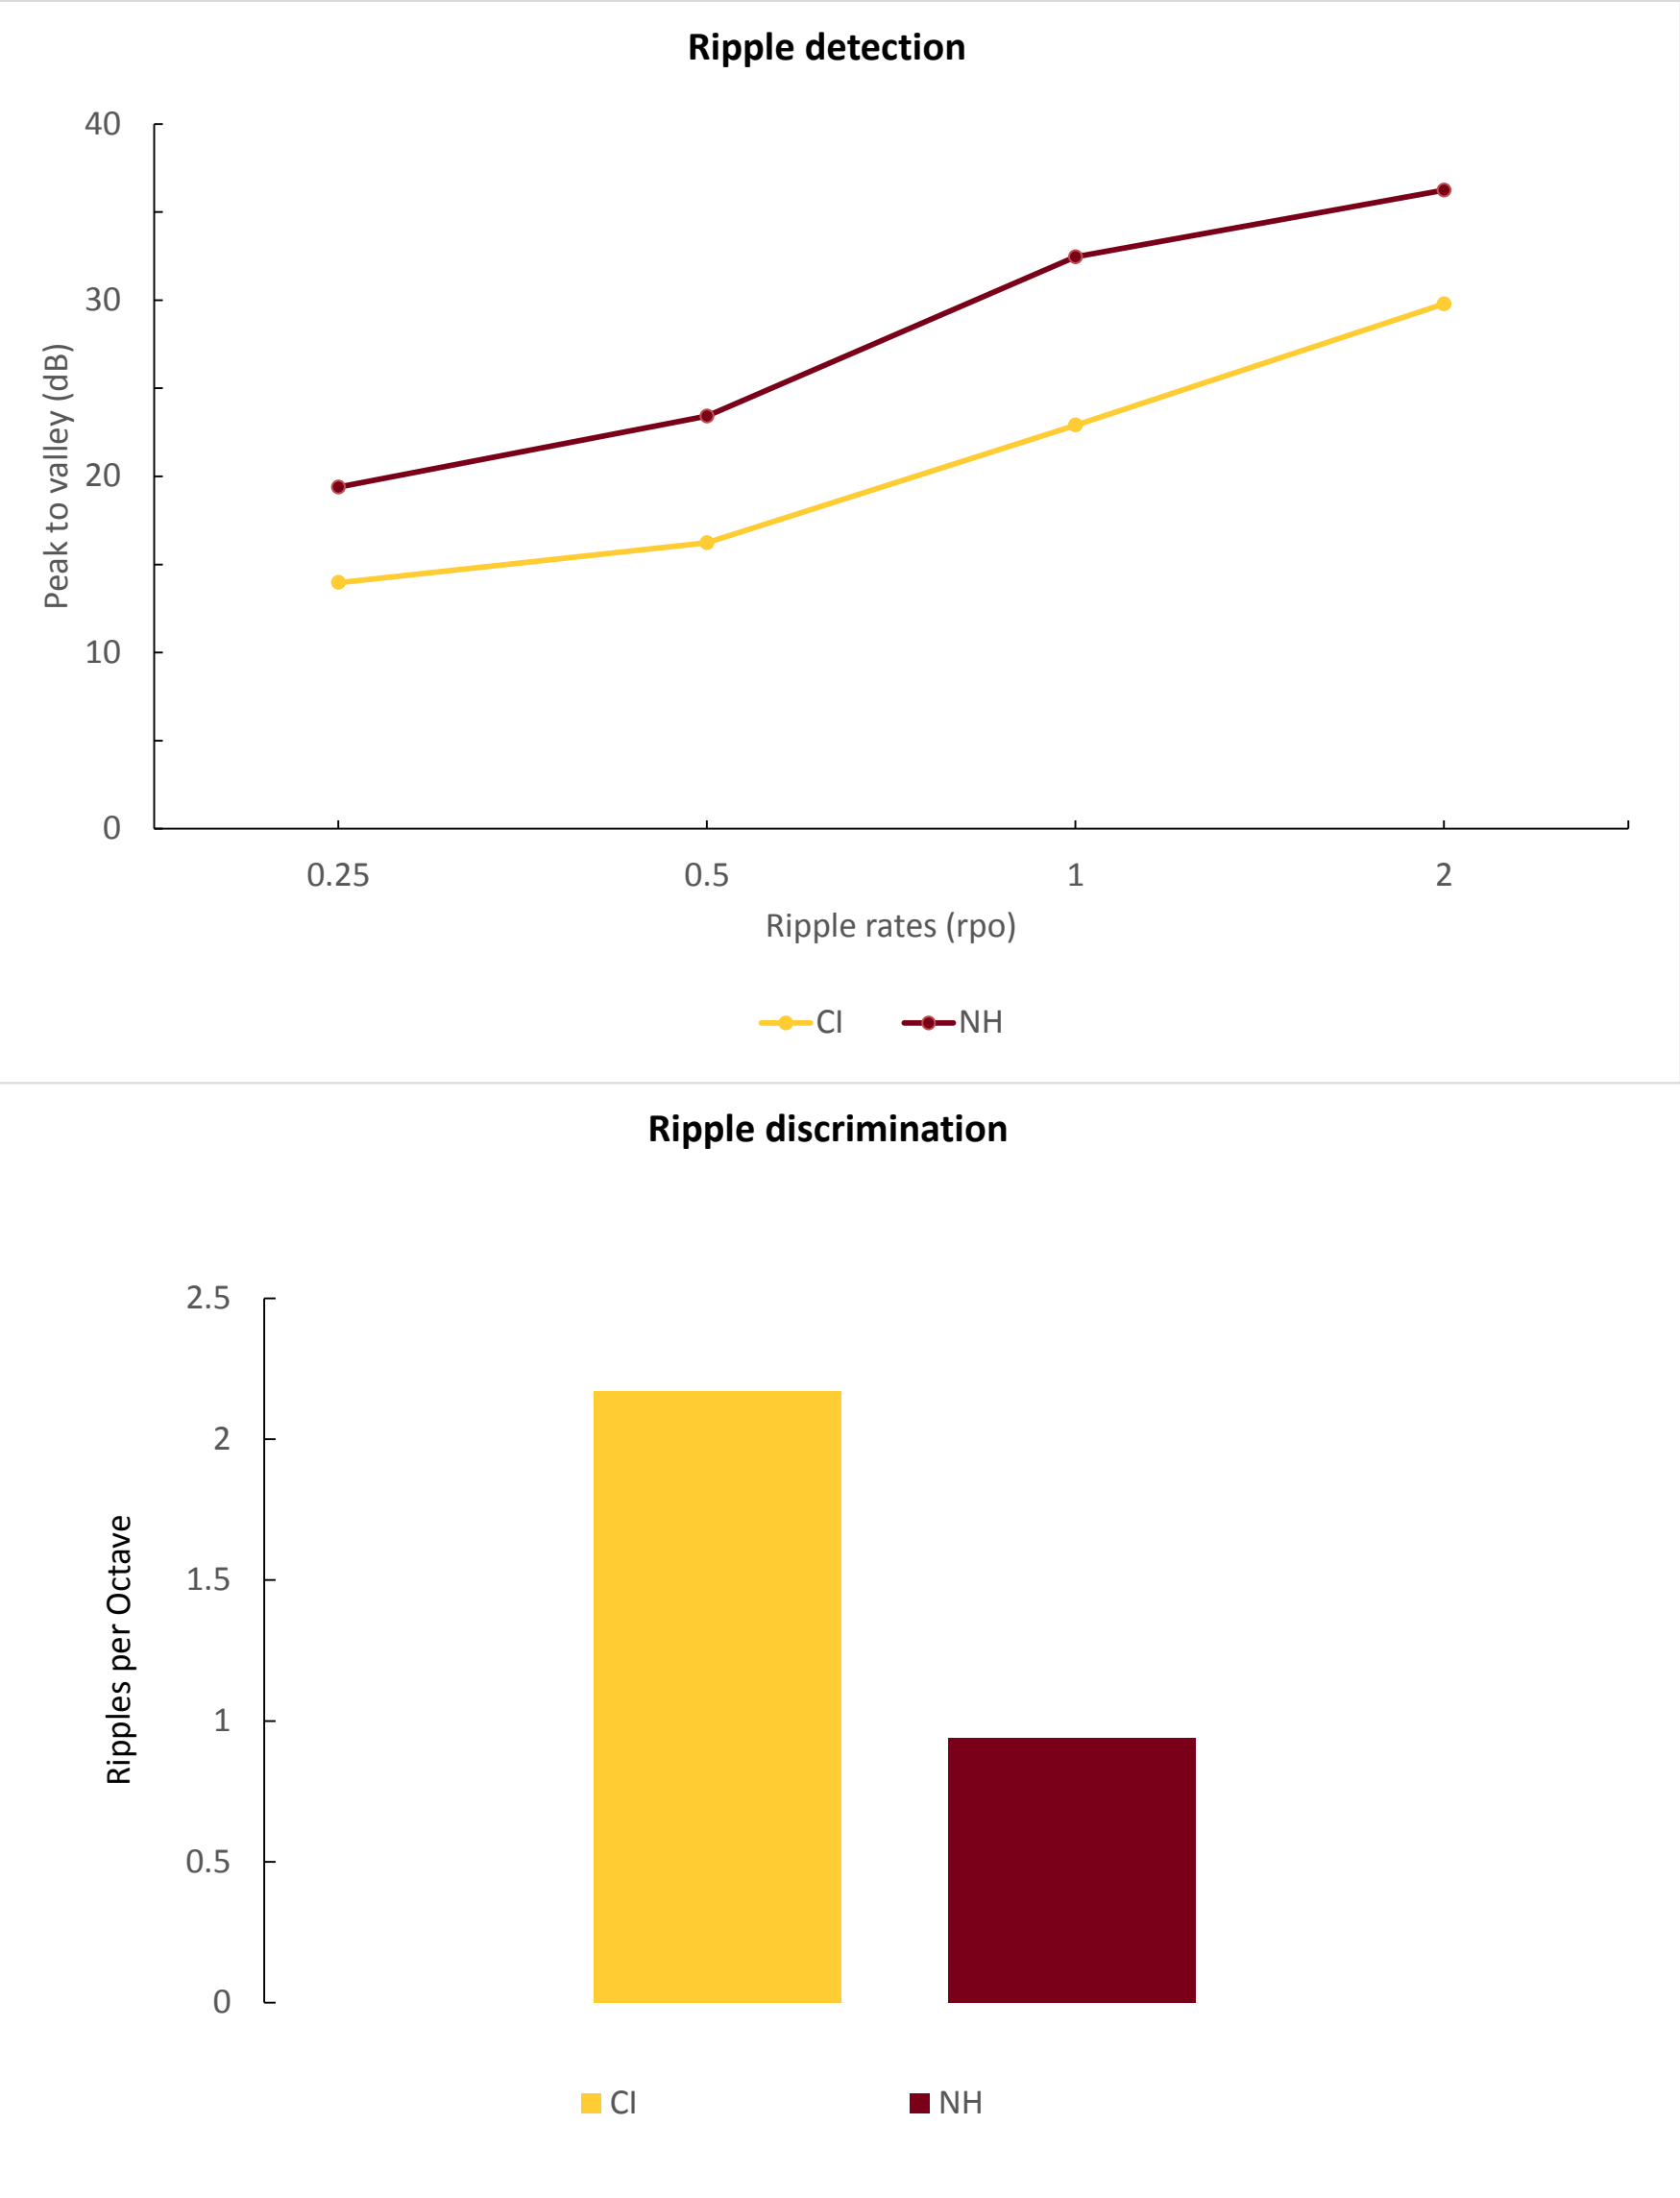 Ripple detection
40
30
20
10
0
Peak to valley (dB)
0.25 0.5 1 2
Ripple rates (rpo)
CI NH
Ripple discrimination
2.5
2
1.5
1
0.5
0
Ripples per Octave
CI NH